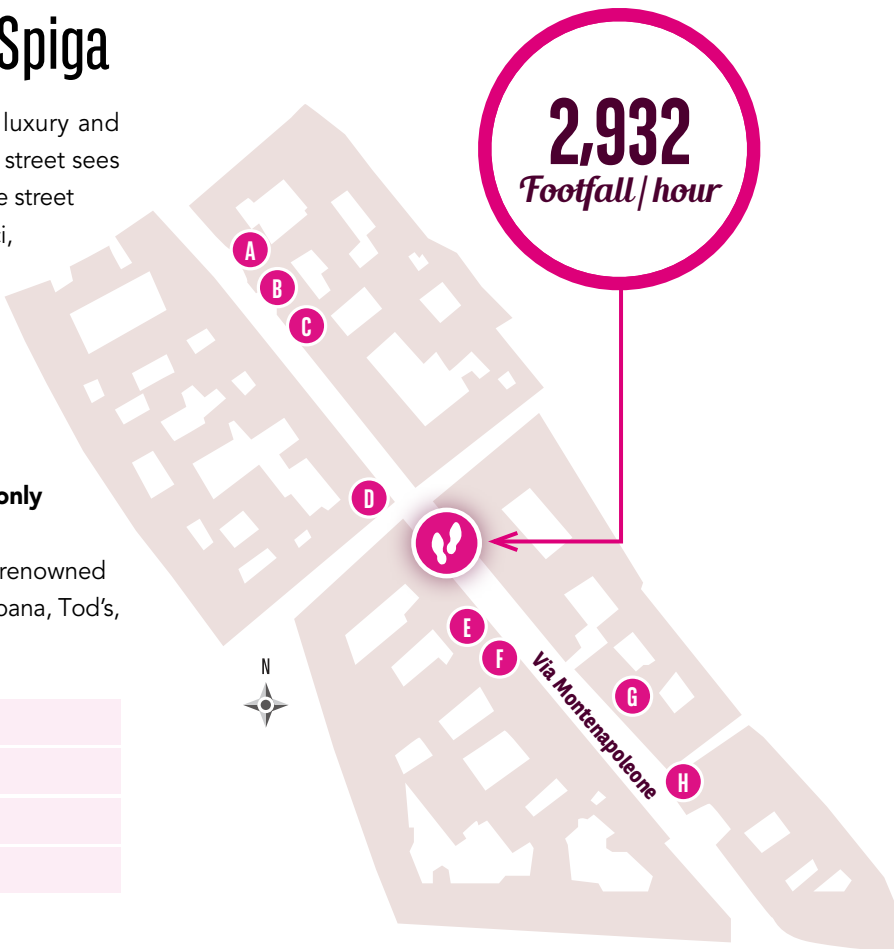 Spiga
luxury and
street sees
e street
i,
only
renowned
bana, Tod's,
2,932
Footfall / hour
A
B
C
D
E
F
Via Montenapoleone
G
H
N